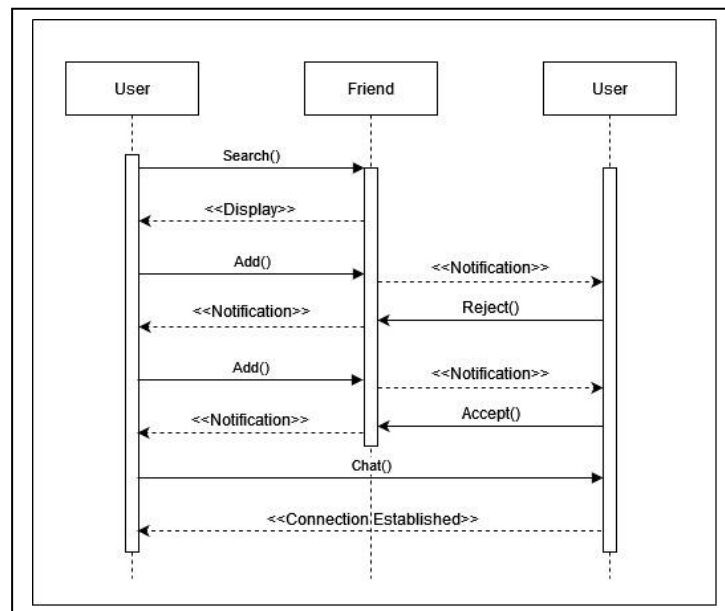 User
Friend
User
Search()
<<Display>>
Add()
<<Notification>>
Reject()
<<Notification>>
Add()
<<Notification>>
Accept()
<<Notification>>
Chat()
<<Connection Established>>